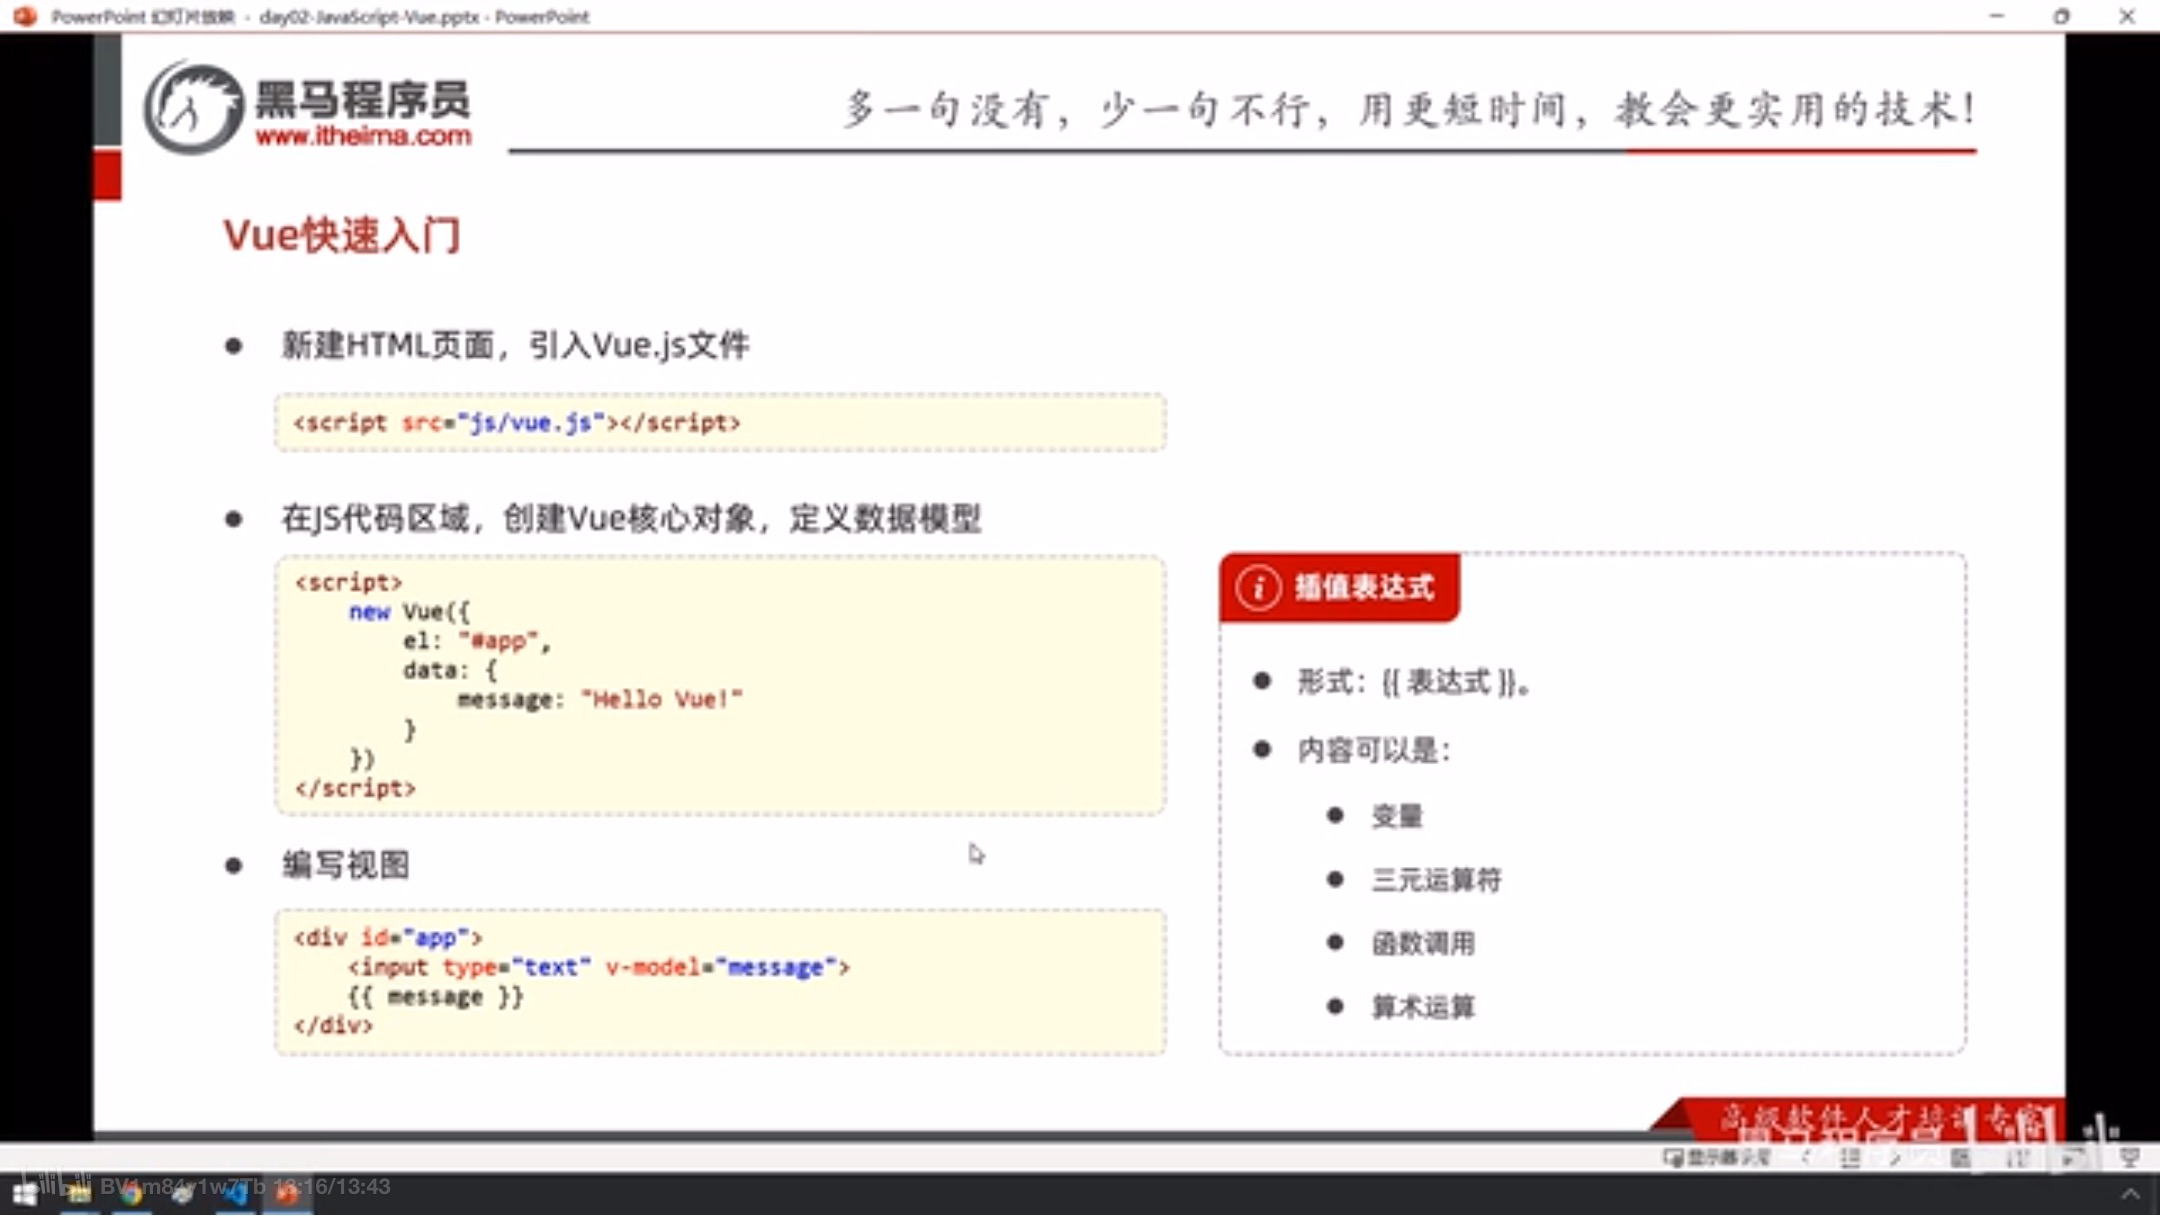 PowerPoint 幻灯片放映 - day02-JavaScript-Vue.pptx - PowerPoint
黑马程序员
www.itheima.com
多一句没有，少一句不行，用更短时间，教会更实用的技术！
Vue快速入门
新建HTML页面，引入Vue.js文件
<script src="js/vue.js"></script>
在JS代码区域，创建Vue核心对象，定义数据模型
<script>
new Vue({
el: "#app",
data: {
message: "Hello Vue!"
}
})
</script>
编写视图
<div id="app">
<input type="text" v-model="message">
{{ message }}
</div>
插值表达式
形式：{{ 表达式 }}。
内容可以是：
变量
三元运算符
函数调用
算术运算
高级软件人才培训专家
黑马程序员
BV1m84y1w7Tb 13:16/13:43